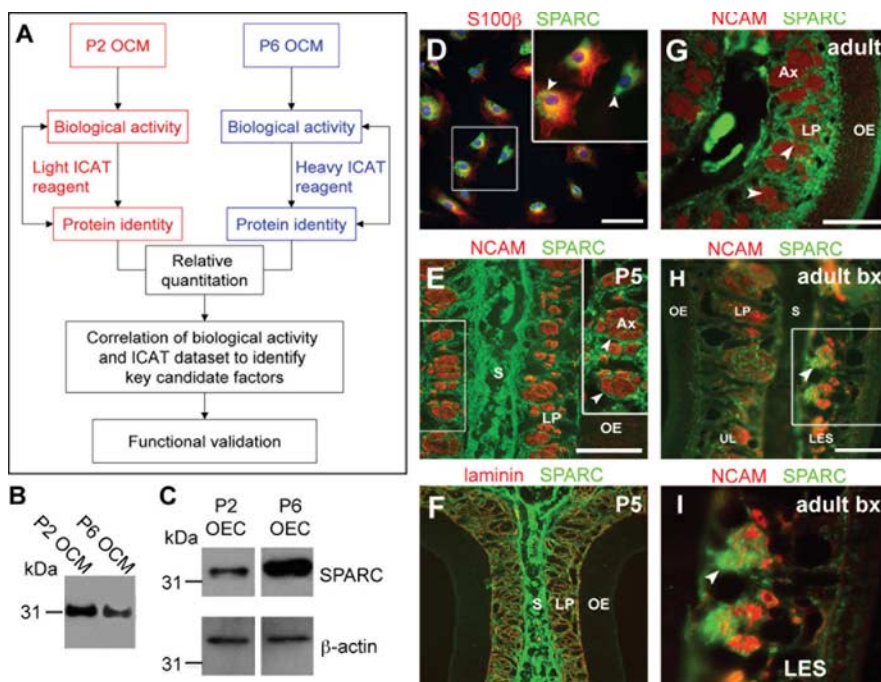 A
P2 OCM
P6 OCM
Biological activity
Biological activity
Light ICAT
reagent
Heavy ICAT
reagent
Protein identity
Protein identity
Relative
quantitation
Correlation of biological activity
and ICAT dataset to identify
key candidate factors
Functional validation
B
P2 OCM
P6 OCM
kDa
31
C
P2
OEC
P6
OEC
kDa
31
SPARC
31
β-actin
S100β SPARC
D
NCAM SPARC
E
P5
Ax
S
LP
OE
laminin SPARC
F
P5
S
LP
OE
NCAM SPARC
G
adult
Ax
LP
OE
NCAM SPARC
H
adult bx
OE
LP
S
UL
LES
NCAM SPARC
I
adult bx
LES